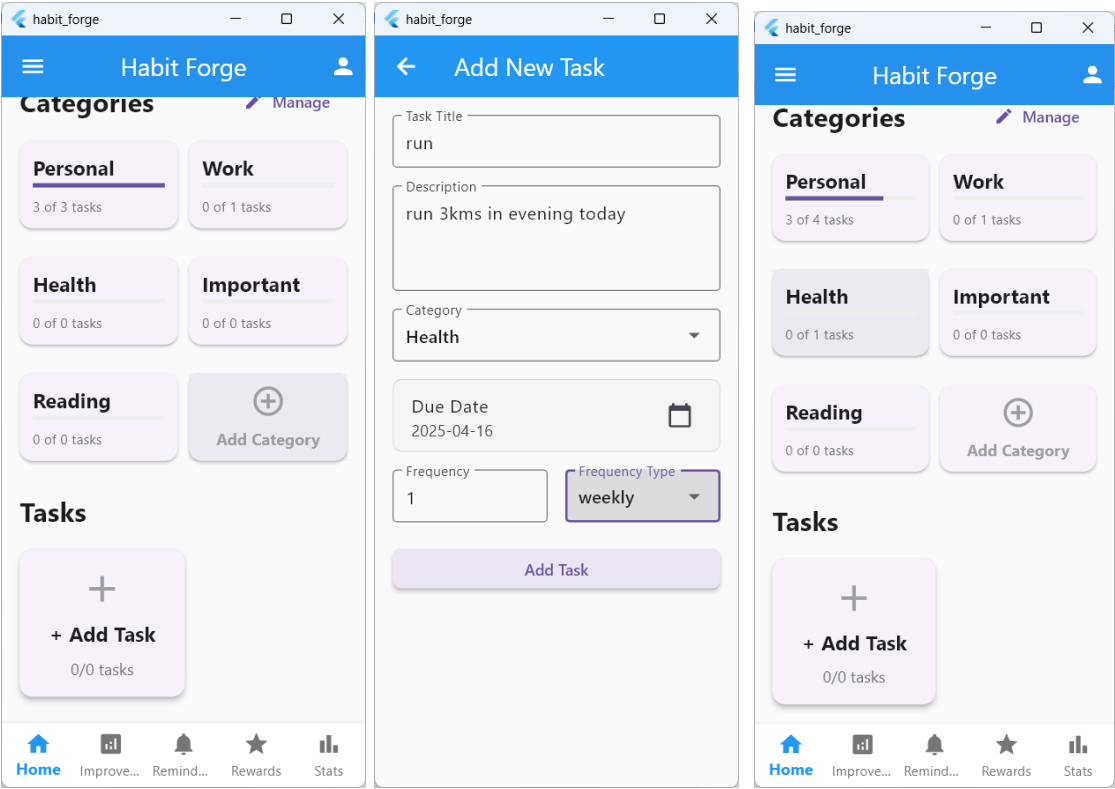 habit_forge
Habit Forge
Categories
Manage
Personal
3 of 3 tasks
Work
0 of 1 tasks
Health
0 of 0 tasks
Important
0 of 0 tasks
Reading
0 of 0 tasks
Add Category
Tasks
+ Add Task
0/0 tasks
Home
Improve...
Remind...
Rewards
Stats
habit_forge
Add New Task
Task Title
run
Description
run 3kms in evening today
Category
Health
Due Date
2025-04-16
Frequency
1
Frequency Type
weekly
Add Task
habit_forge
Habit Forge
Categories
Manage
Personal
3 of 4 tasks
Work
0 of 1 tasks
Health
0 of 1 tasks
Important
0 of 0 tasks
Reading
0 of 0 tasks
Add Category
Tasks
+ Add Task
0/0 tasks
Home
Improve...
Remind...
Rewards
Stats